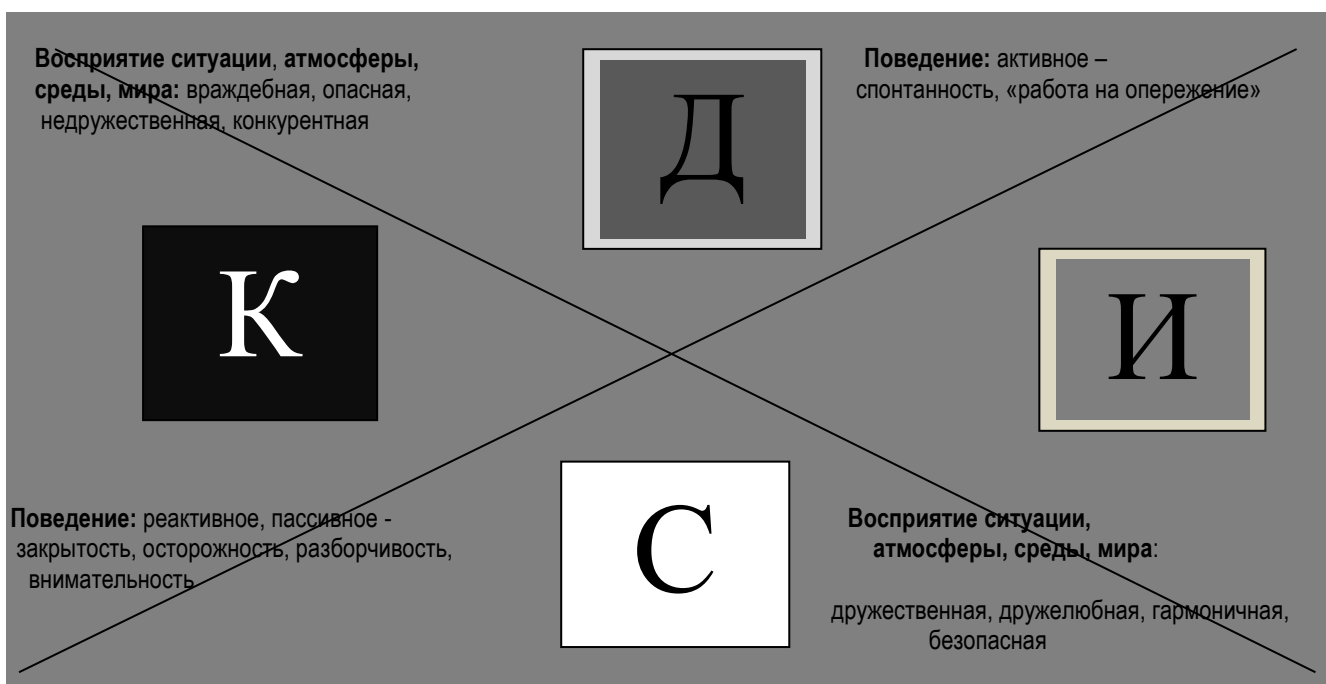 Восприятие ситуации, атмосферы,
среды, мира: враждебная, опасная,
недружественная, конкурентная
Д
Поведение: активное –
спонтанность, «работа на опережение»
К
И
Поведение: реактивное, пассивное -
закрытость, осторожность, разборчивость,
внимательность
С
Восприятие ситуации,
атмосферы, среды, мира:
дружественная, дружелюбная, гармоничная,
безопасная